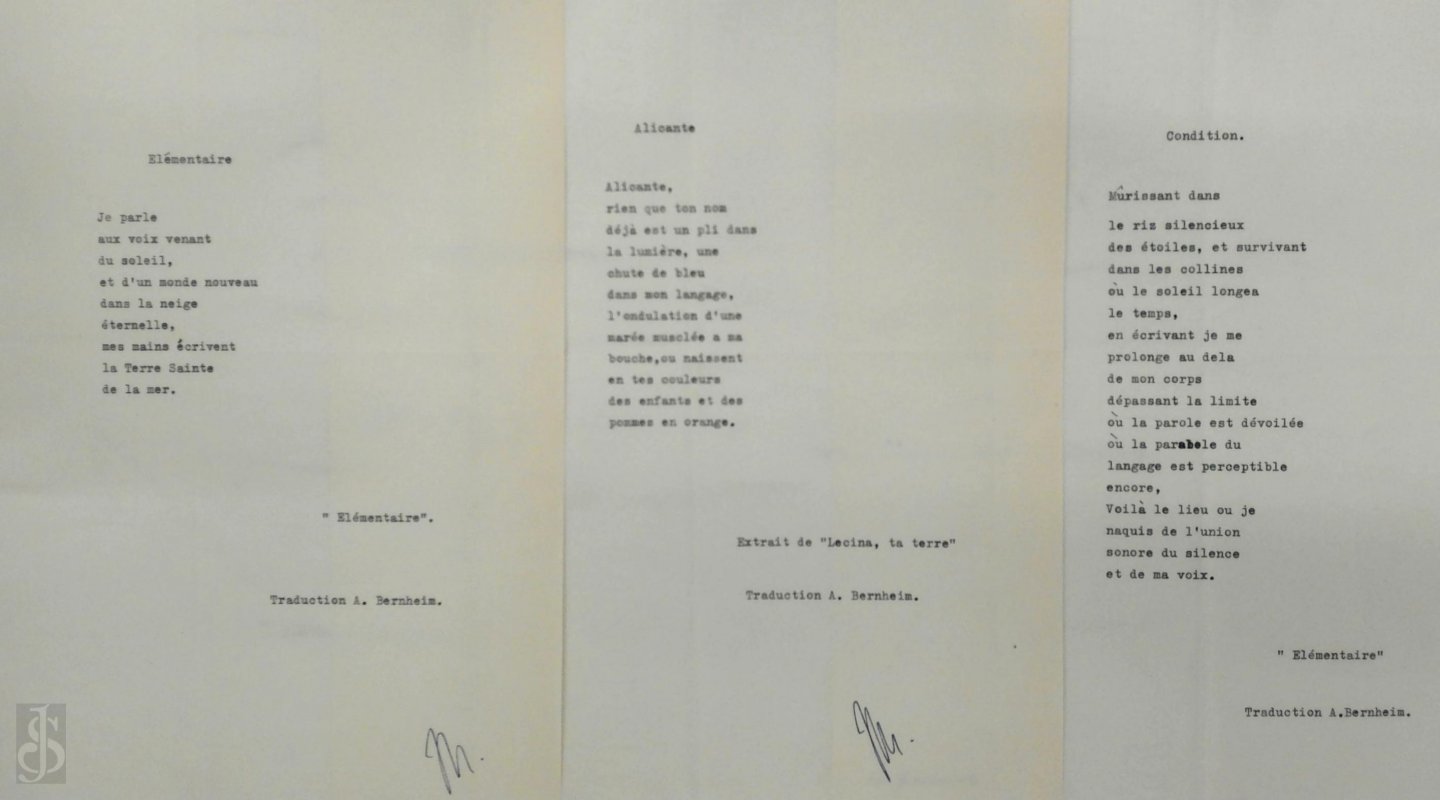 Elémentaire
Je parle
aux voix venant
du soleil,
et d'un monde nouveau
dans la neige
éternelle,
mes mains écrivent
la Terre Sainte
de la mer.
" Elémentaire".
Traduction A. Bernheim.
M.
Alicante
Alicante,
rien que ton nom
déjà est un pli dans
la lumière, une
chute de bleu
dans mon langage,
l'ondulation d'une
marée musclée a ma
bouche,ou naissent
en tes couleurs
des enfants et des
pommes en orange.
Extrait de "Lecina, ta terre"
Traduction A. Bernheim.
M.
Condition.
Mûrissant dans
le riz silencieux
des étoiles, et survivant
dans les collines
où le soleil longea
le temps,
en écrivant je me
prolonge au dela
de mon corps
dépassant la limite
où la parole est dévoilée
où la parabole du
langage est perceptible
encore,
Voilà le lieu ou je
naquis de l'union
sonore du silence
et de ma voix.
" Elémentaire"
Traduction A.Bernheim.